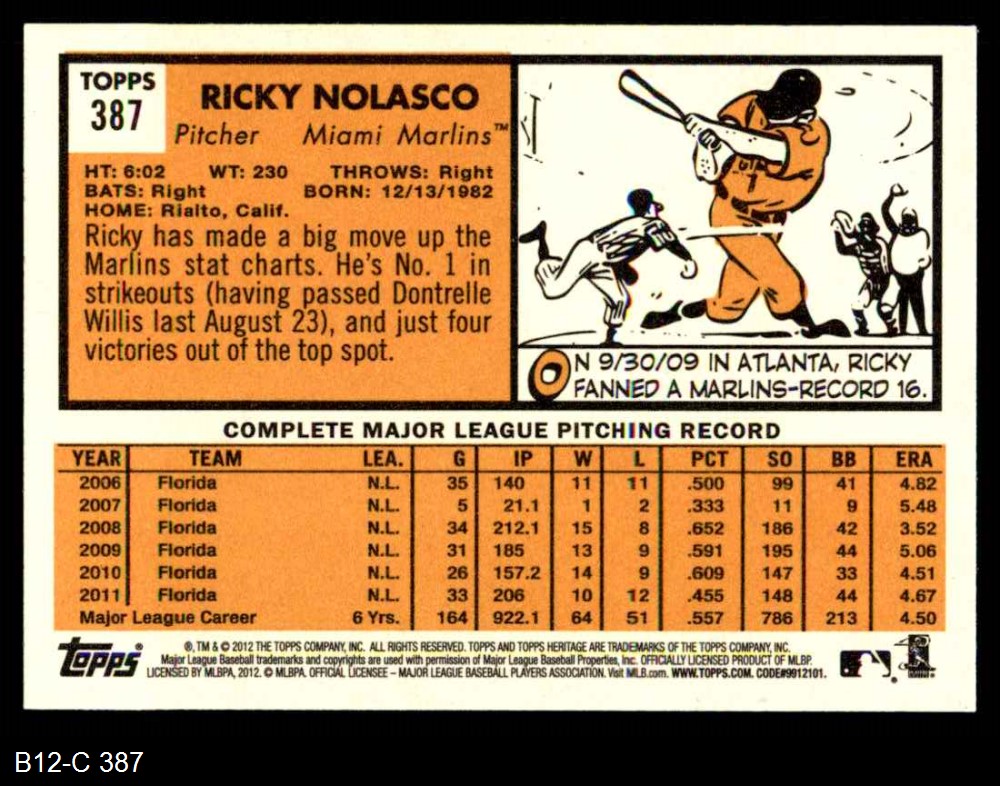 TOPPS
387
RICKY NOLASCO
Pitcher Miami Marlins™
HT: 6:02 WT: 230 THROWS: Right
BATS: Right BORN: 12/13/1982
HOME: Rialto, Calif.
Ricky has made a big move up the
Marlins stat charts. He's No. 1 in
strikeouts (having passed Dontrelle
Willis last August 23), and just four
victories out of the top spot.
ON 9/30/09 IN ATLANTA, RICKY
FANNED A MARLINS-RECORD 16.
COMPLETE MAJOR LEAGUE PITCHING RECORD
YEAR TEAM LEA. G IP W L PCT SO BB ERA
2006 Florida N.L. 35 140 11 11 .500 99 41 4.82
2007 Florida N.L. 5 21.1 1 2 .333 11 9 5.48
2008 Florida N.L. 34 212.1 15 8 .652 186 42 3.52
2009 Florida N.L. 31 185 13 9 .591 195 44 5.06
2010 Florida N.L. 26 157.2 14 9 .609 147 33 4.51
2011 Florida N.L. 33 206 10 12 .455 148 44 4.67
Major League Career 6 Yrs. 164 922.1 64 51 .557 786 213 4.50
Topps
®, TM & © 2012 THE TOPPS COMPANY, INC. ALL RIGHTS RESERVED. TOPPS AND TOPPS HERITAGE ARE TRADEMARKS OF THE TOPPS COMPANY, INC.
Major League Baseball trademarks and copyrights are used with permission of Major League Baseball Properties, Inc. OFFICIALLY LICENSED PRODUCT OF MLBP.
LICENSED BY MLBPA, 2012. © MLBPA. OFFICIAL LICENSEE – MAJOR LEAGUE BASEBALL PLAYERS ASSOCIATION. Visit MLB.com. WWW.TOPPS.COM. CODE#9912101.
B12-C 387